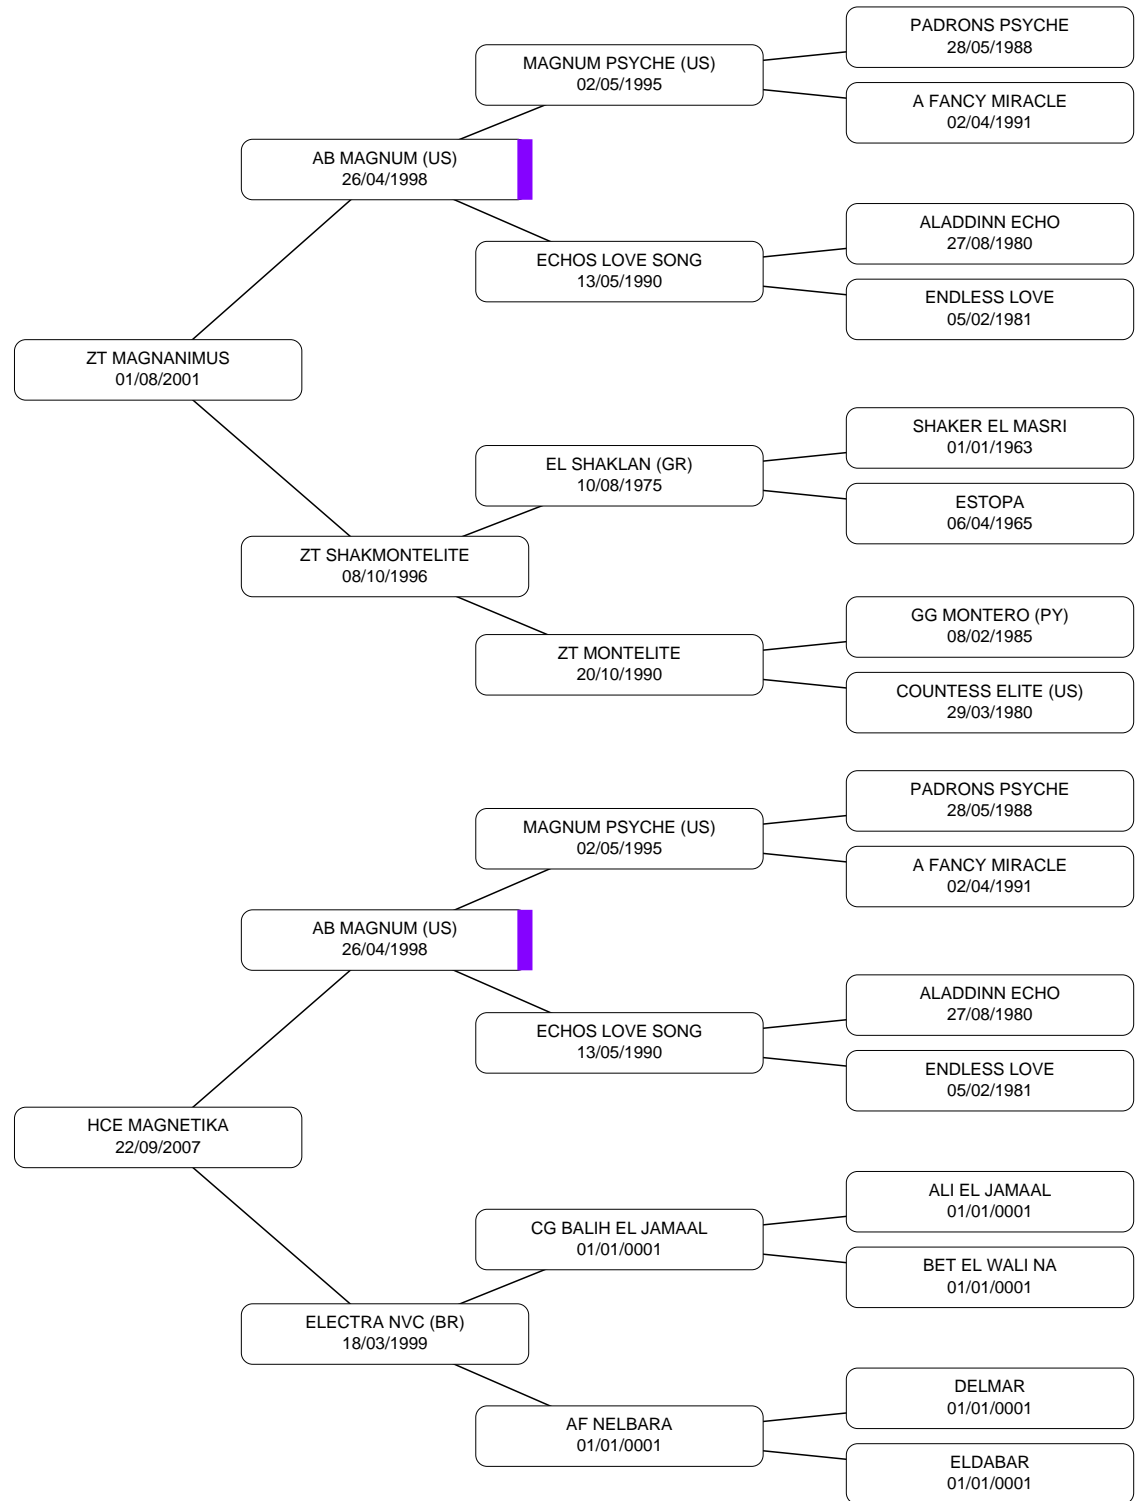 PADRONS PSYCHE
28/05/1988
MAGNUM PSYCHE (US)
02/05/1995
A FANCY MIRACLE
02/04/1991
AB MAGNUM (US)
26/04/1998
ALADDINN ECHO
27/08/1980
ECHOS LOVE SONG
13/05/1990
ENDLESS LOVE
05/02/1981
ZT MAGNANIMUS
01/08/2001
SHAKER EL MASRI
01/01/1963
EL SHAKLAN (GR)
10/08/1975
ESTOPA
06/04/1965
ZT SHAKMONTELITE
08/10/1996
GG MONTERO (PY)
08/02/1985
ZT MONTELITE
20/10/1990
COUNTESS ELITE (US)
29/03/1980
PADRONS PSYCHE
28/05/1988
MAGNUM PSYCHE (US)
02/05/1995
A FANCY MIRACLE
02/04/1991
AB MAGNUM (US)
26/04/1998
ALADDINN ECHO
27/08/1980
ECHOS LOVE SONG
13/05/1990
ENDLESS LOVE
05/02/1981
HCE MAGNETIKA
22/09/2007
ALI EL JAMAAL
01/01/0001
CG BALIH EL JAMAAL
01/01/0001
BET EL WALI NA
01/01/0001
ELECTRA NVC (BR)
18/03/1999
DELMAR
01/01/0001
AF NELBARA
01/01/0001
ELDABAR
01/01/0001